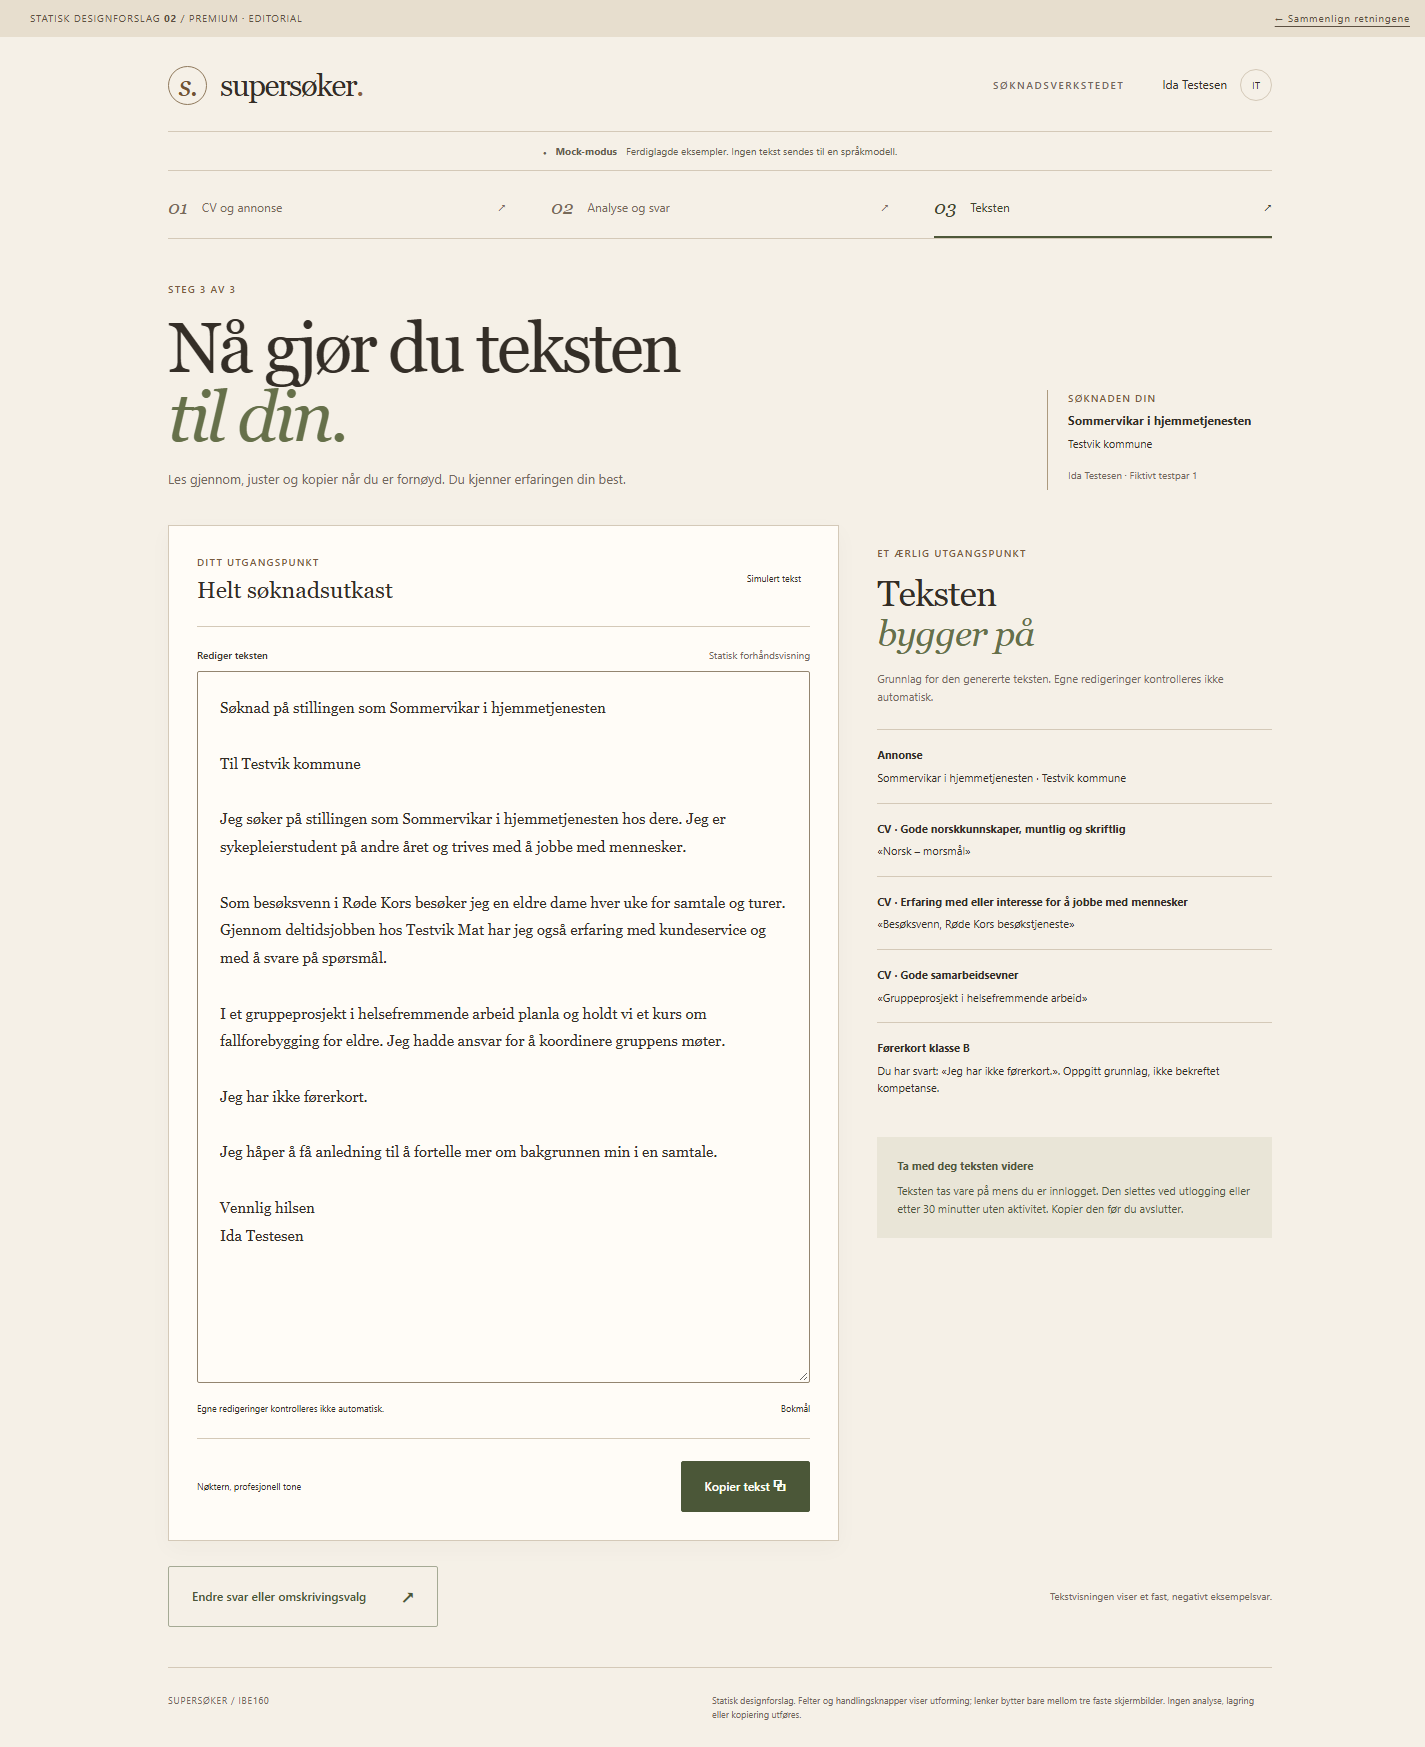 STATISK DESIGNFORSLAG 02 / PREMIUM · EDITORIAL
← Sammenlign retningene
s. supersøker.
SØKNADSVERKSTEDET
Ida Testesen
IT
• Mock-modus Ferdiglagde eksempler. Ingen tekst sendes til en språkmodell.
01 CV og annonse ↗
02 Analyse og svar ↗
03 Teksten ↗
STEG 3 AV 3
Nå gjør du teksten
til din.
Les gjennom, juster og kopier når du er fornøyd. Du kjenner erfaringen din best.
SØKNADEN DIN
Sommervikar i hjemmetjenesten
Testvik kommune
Ida Testesen · Fiktivt testpar 1
DITT UTGANGSPUNKT
Helt søknadsutkast
Simulert tekst
Rediger teksten
Statisk forhåndsvisning
Søknad på stillingen som Sommervikar i hjemmetjenesten
Til Testvik kommune
Jeg søker på stillingen som Sommervikar i hjemmetjenesten hos dere. Jeg er
sykepleierstudent på andre året og trives med å jobbe med mennesker.
Som besøksvenn i Røde Kors besøker jeg en eldre dame hver uke for samtale og turer.
Gjennom deltidsjobben hos Testvik Mat har jeg også erfaring med kundeservice og
med å svare på spørsmål.
I et gruppeprosjekt i helsefremmende arbeid planla og holdt vi et kurs om
fallforebygging for eldre. Jeg hadde ansvar for å koordinere gruppens møter.
Jeg har ikke førerkort.
Jeg håper å få anledning til å fortelle mer om bakgrunnen min i en samtale.
Vennlig hilsen
Ida Testesen
Egne redigeringer kontrolleres ikke automatisk.
Bokmål
Nøktern, profesjonell tone
Kopier tekst
ET ÆRLIG UTGANGSPUNKT
Teksten
bygger på
Grunnlag for den genererte teksten. Egne redigeringer kontrolleres ikke
automatisk.
Annonse
Sommervikar i hjemmetjenesten · Testvik kommune
CV · Gode norskkunnskaper, muntlig og skriftlig
«Norsk – morsmål»
CV · Erfaring med eller interesse for å jobbe med mennesker
«Besøksvenn, Røde Kors besøkstjeneste»
CV · Gode samarbeidsevner
«Gruppeprosjekt i helsefremmende arbeid»
Førerkort klasse B
Du har svart: «Jeg har ikke førerkort.». Oppgitt grunnlag, ikke bekreftet
kompetanse.
Ta med deg teksten videre
Teksten tas vare på mens du er innlogget. Den slettes ved utlogging eller
etter 30 minutter uten aktivitet. Kopier den før du avslutter.
Endre svar eller omskrivingsvalg ↗
Tekstvisningen viser et fast, negativt eksempelsvar.
SUPERSØKER / IBE160
Statisk designforslag. Felter og handlingsknapper viser utforming; lenker bytter bare mellom tre faste skjermbilder. Ingen analyse, lagring
eller kopiering utføres.